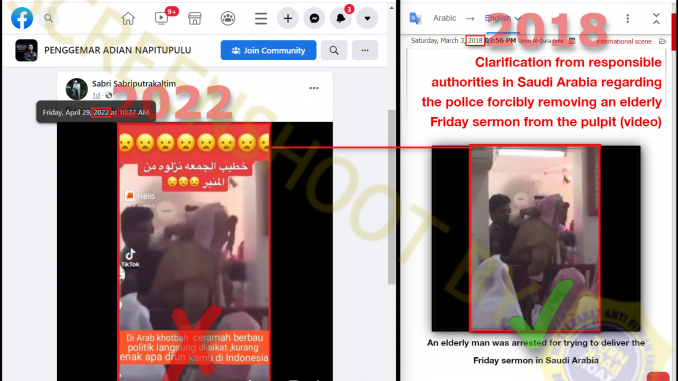 9+
3
PENGGEMAR ADIAN NAPITUPULU
Join Community
Sabri Sabriputrakaltim
1d
2022
Friday, April 29, 2022 at 10:37 AM
خطيب الجمعه نزلوه من
المنبر
Helo
TikTok
Di Arab khotbah ceramah berbau
politik langsung di sikat ,kurang
enak apa drun kamu di Indonesia
Arabic
English
2018
Saturday, March 3, 2018 03:56 PM
international scene
Clarification from responsible
authorities in Saudi Arabia regarding
the police forcibly removing an elderly
Friday sermon from the pulpit (video)
An elderly man was arrested for trying to deliver the
Friday sermon in Saudi Arabia
SCREENSHOOT BY